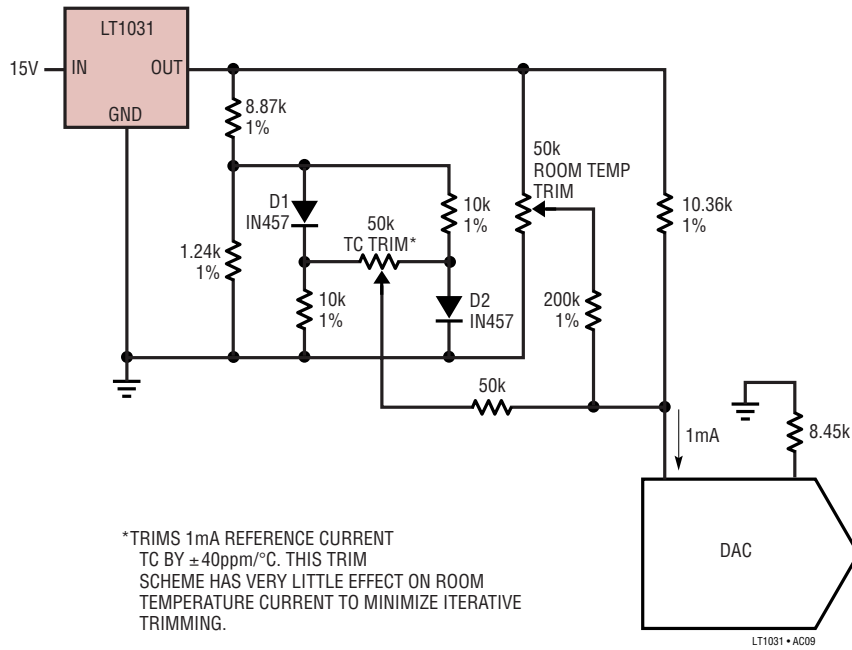 LT1031
15V
IN
OUT
GND
8.87k
1%
50k
ROOM TEMP
TRIM
D1
IN457
50k
TC TRIM*
10k
1%
10.36k
1%
1.24k
1%
10k
1%
D2
IN457
200k
1%
50k
1mA
8.45k
DAC
*TRIMS 1mA REFERENCE CURRENT
TC BY ±40ppm/°C. THIS TRIM
SCHEME HAS VERY LITTLE EFFECT ON ROOM
TEMPERATURE CURRENT TO MINIMIZE ITERATIVE
TRIMMING.
LT1031 • AC09